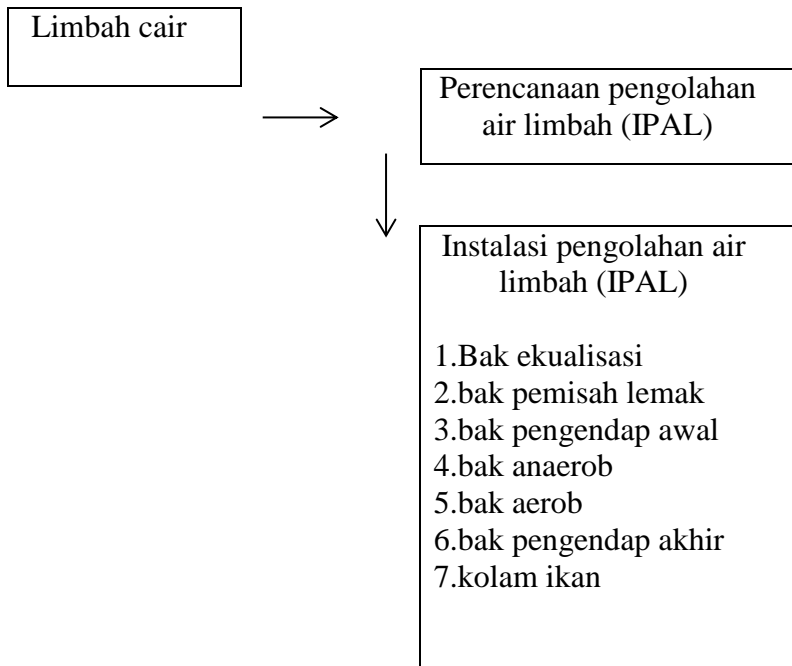 Limbah cair
Perencanaan pengolahan
air limbah (IPAL)
Instalasi pengolahan air
limbah (IPAL)
1.Bak ekualisasi
2.bak pemisah lemak
3.bak pengendap awal
4.bak anaerob
5.bak aerob
6.bak pengendap akhir
7.kolam ikan